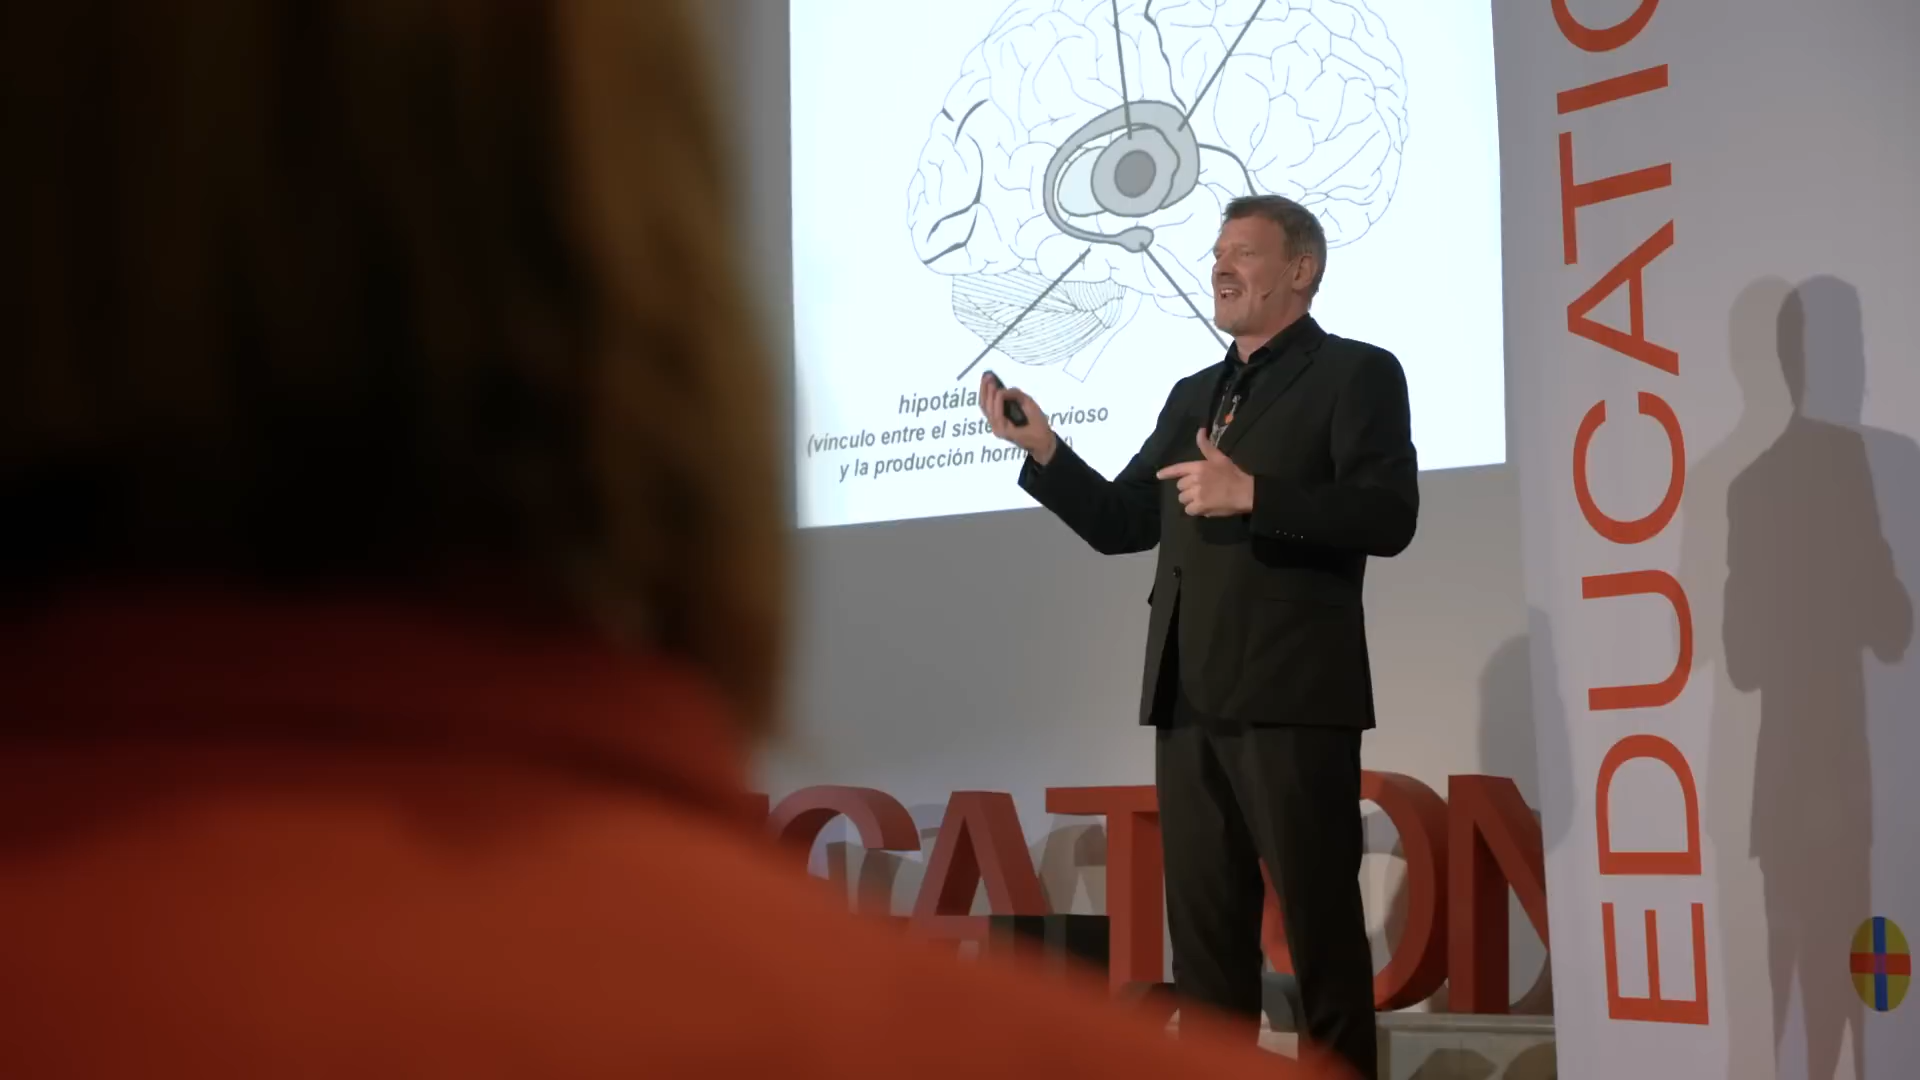 hipotála
(vínculo entre el siste rvioso
y la producción horm
CATION
EDUCATIO